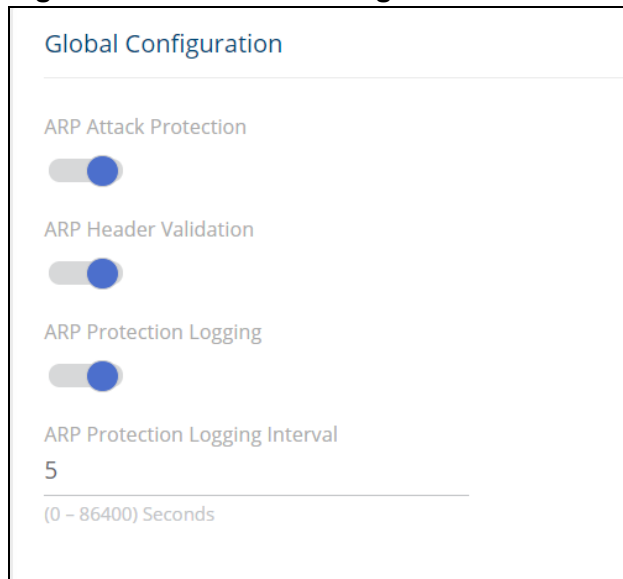 Global Configuration
ARP Attack Protection
ARP Header Validation
ARP Protection Logging
ARP Protection Logging Interval
5
(0 – 86400) Seconds